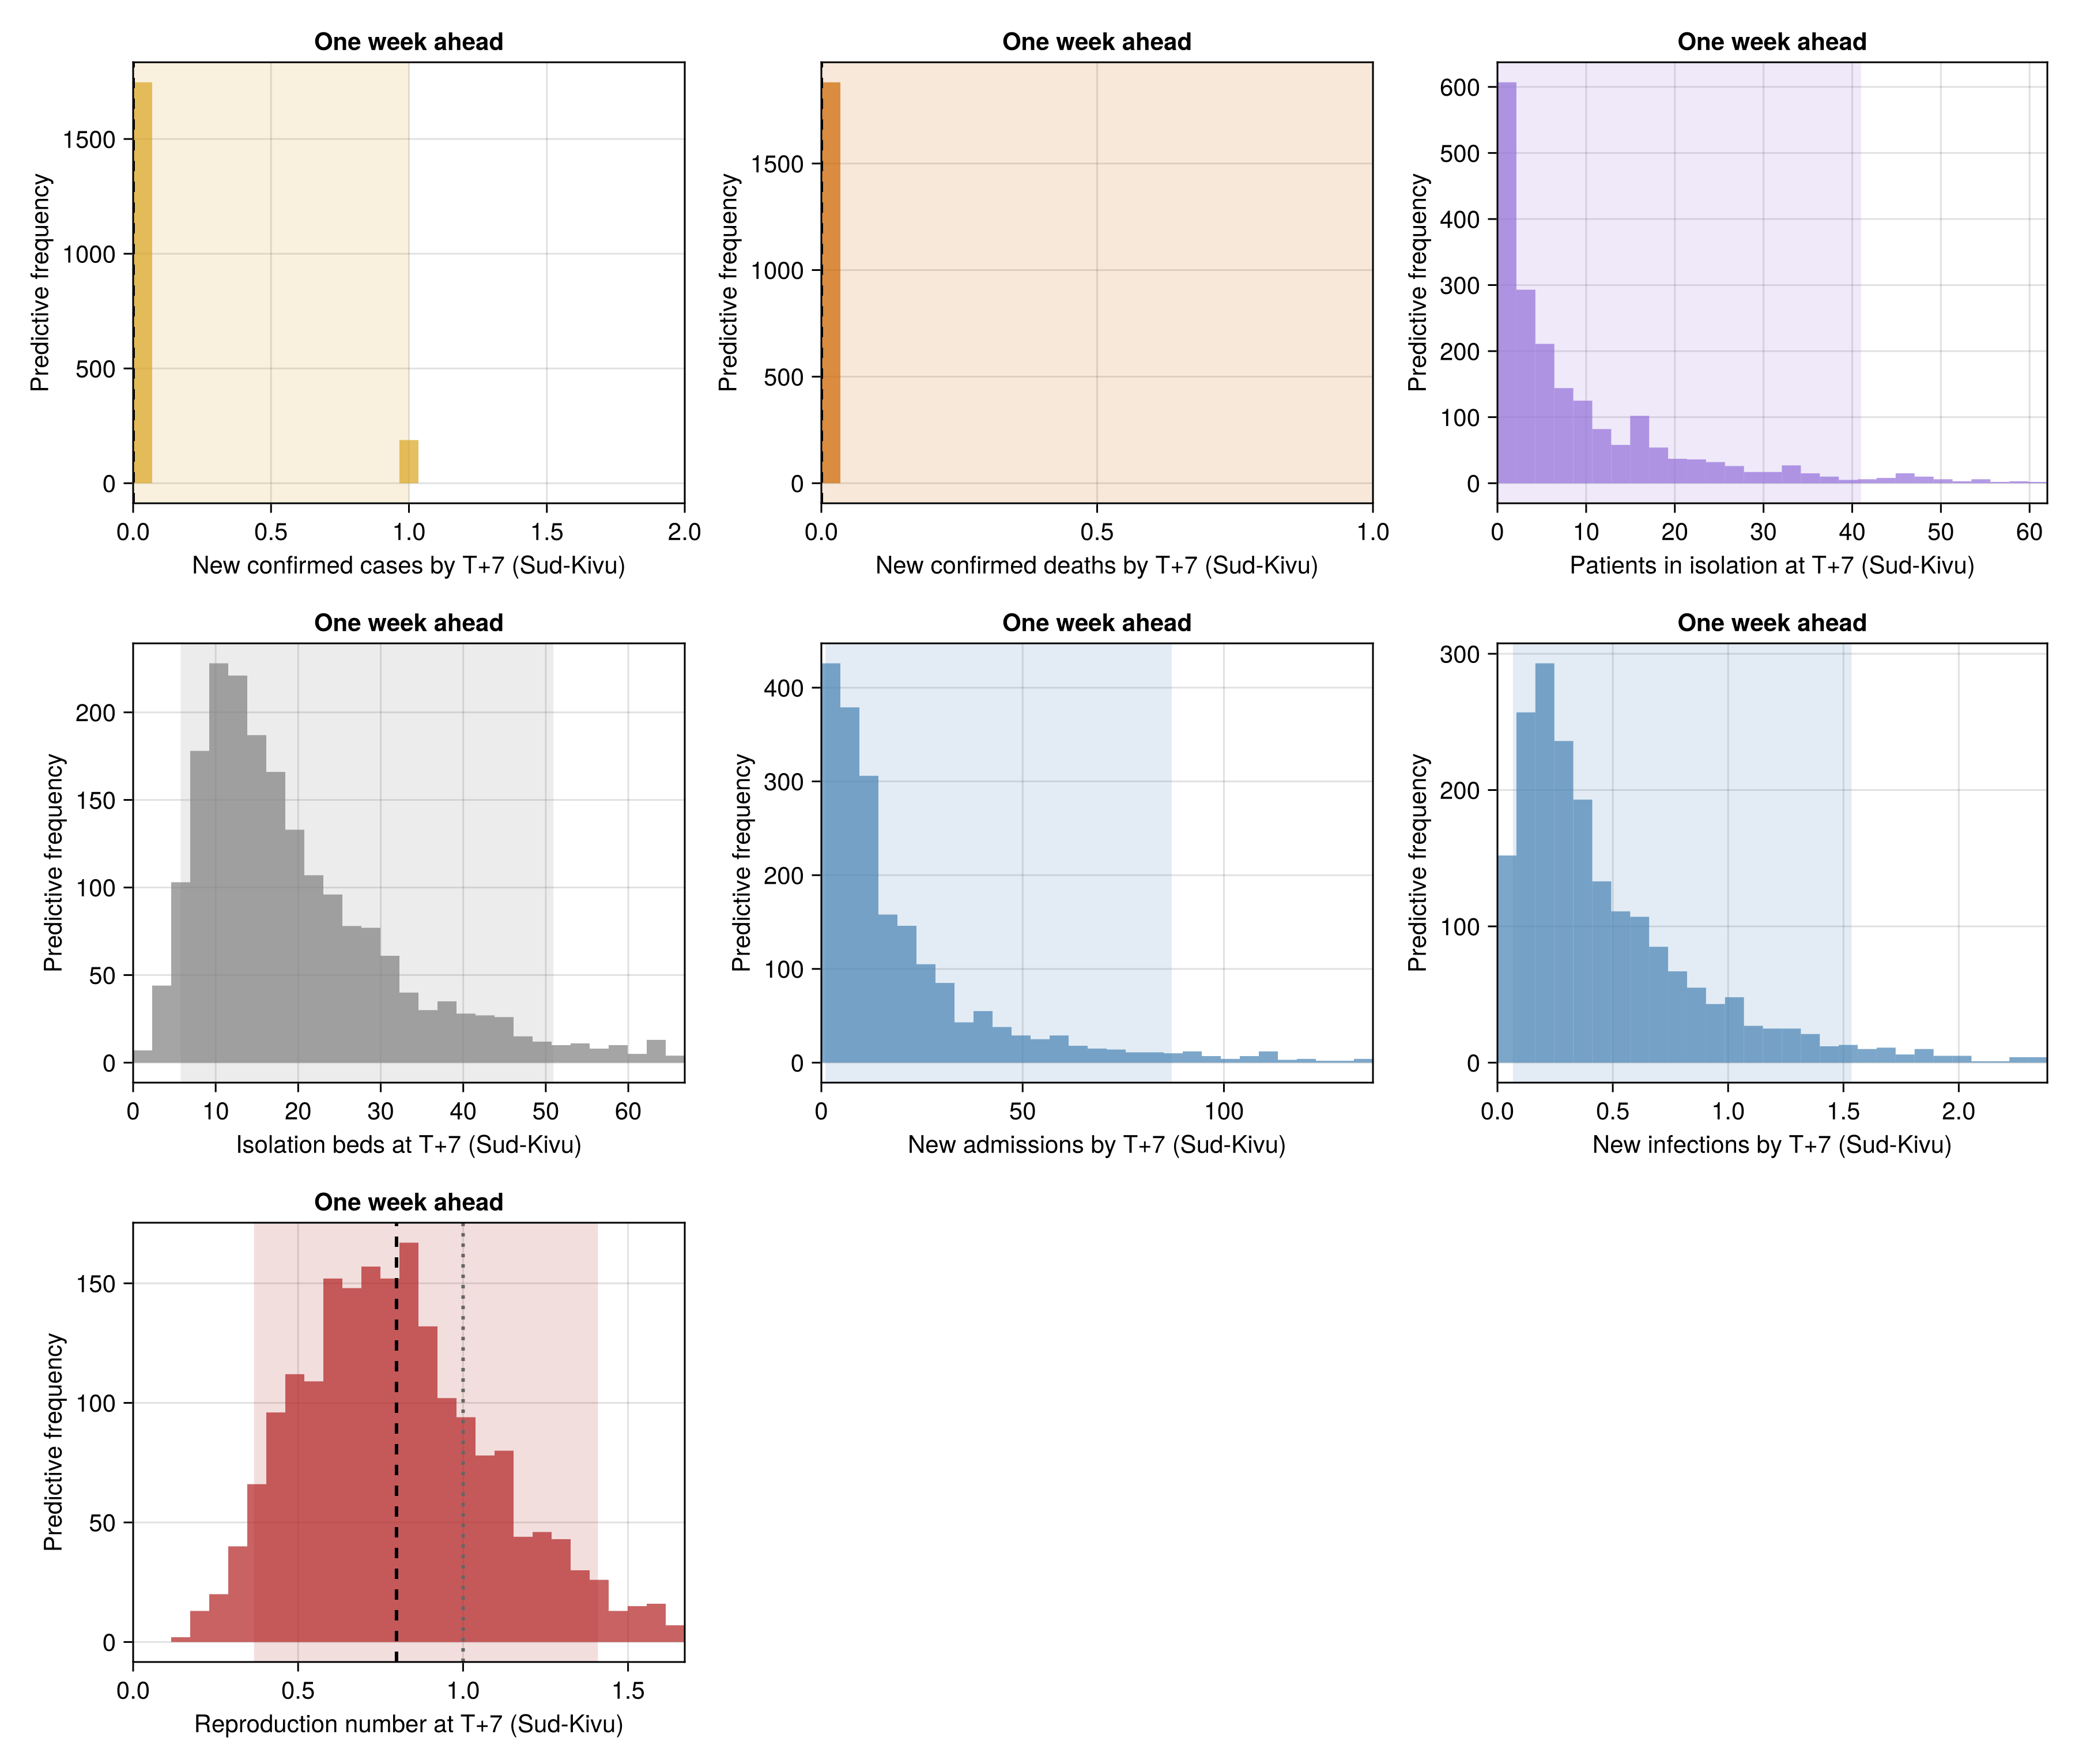 One week ahead
Predictive frequency
1500
1000
500
0
0.0 0.5 1.0 1.5 2.0
New confirmed cases by T+7 (Sud-Kivu)
One week ahead
Predictive frequency
1500
1000
500
0
0.0 0.5 1.0
New confirmed deaths by T+7 (Sud-Kivu)
One week ahead
Predictive frequency
600
500
400
300
200
100
0
0 10 20 30 40 50 60
Patients in isolation at T+7 (Sud-Kivu)
One week ahead
Predictive frequency
200
150
100
50
0
0 10 20 30 40 50 60
Isolation beds at T+7 (Sud-Kivu)
One week ahead
Predictive frequency
400
300
200
100
0
0 50 100
New admissions by T+7 (Sud-Kivu)
One week ahead
Predictive frequency
300
200
100
0
0.0 0.5 1.0 1.5 2.0
New infections by T+7 (Sud-Kivu)
One week ahead
Predictive frequency
150
100
50
0
0.0 0.5 1.0 1.5
Reproduction number at T+7 (Sud-Kivu)